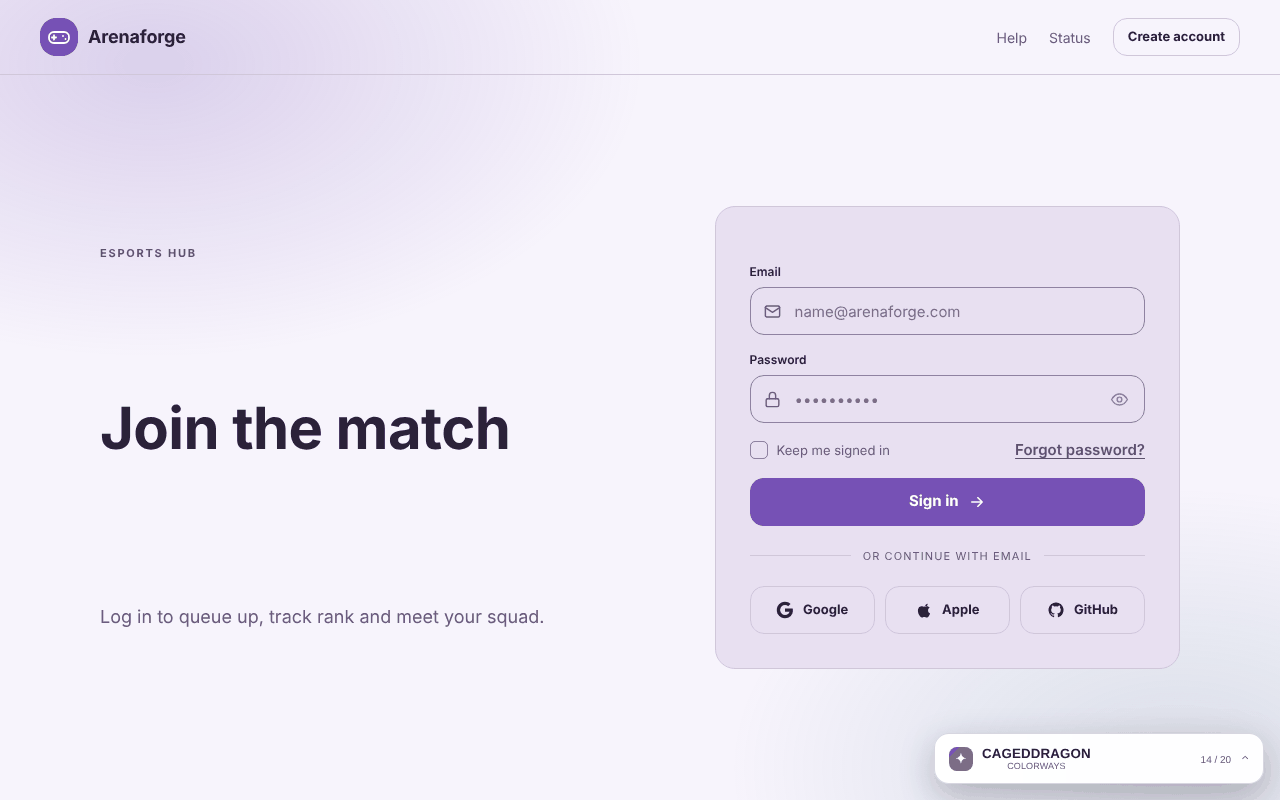 Arenaforge
Help
Status
Create account
ESPORTS HUB
Join the match
Log in to queue up, track rank and meet your squad.
Email
name@arenaforge.com
Password
••••••••••
Keep me signed in
Forgot password?
Sign in
OR CONTINUE WITH EMAIL
Google
Apple
GitHub
CAGEDDRAGON
COLORWAYS
14 / 20